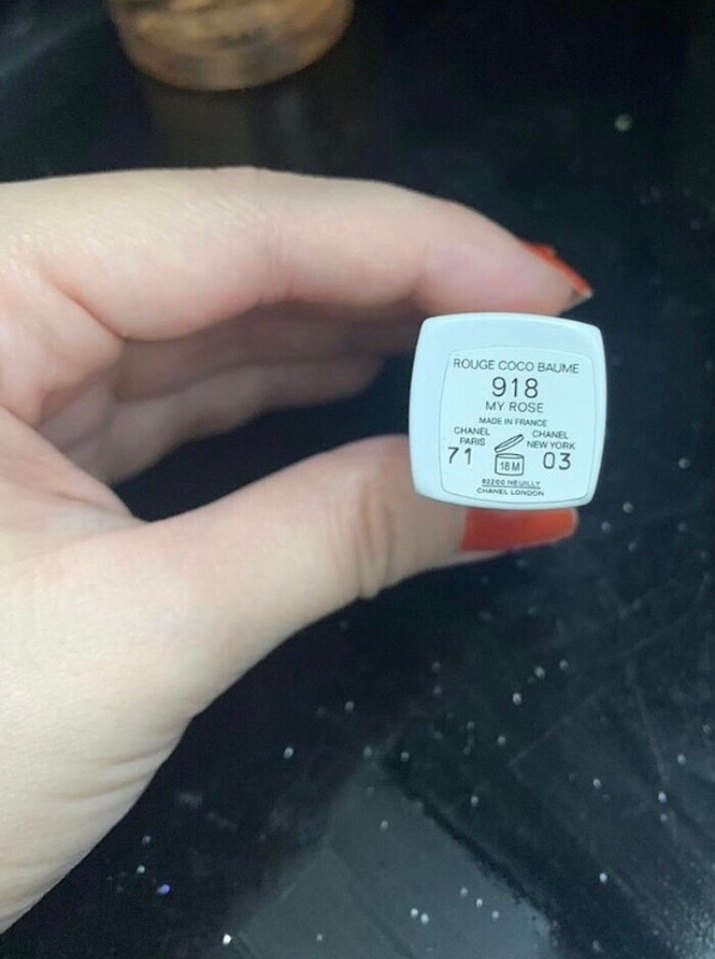 ROUGE COCO BAUME
918
MY ROSE
MADE IN FRANCE
CHANEL CHANEL
PARIS NEW YORK
71 18M 03
92200 NEUILLY
CHANEL LONDON